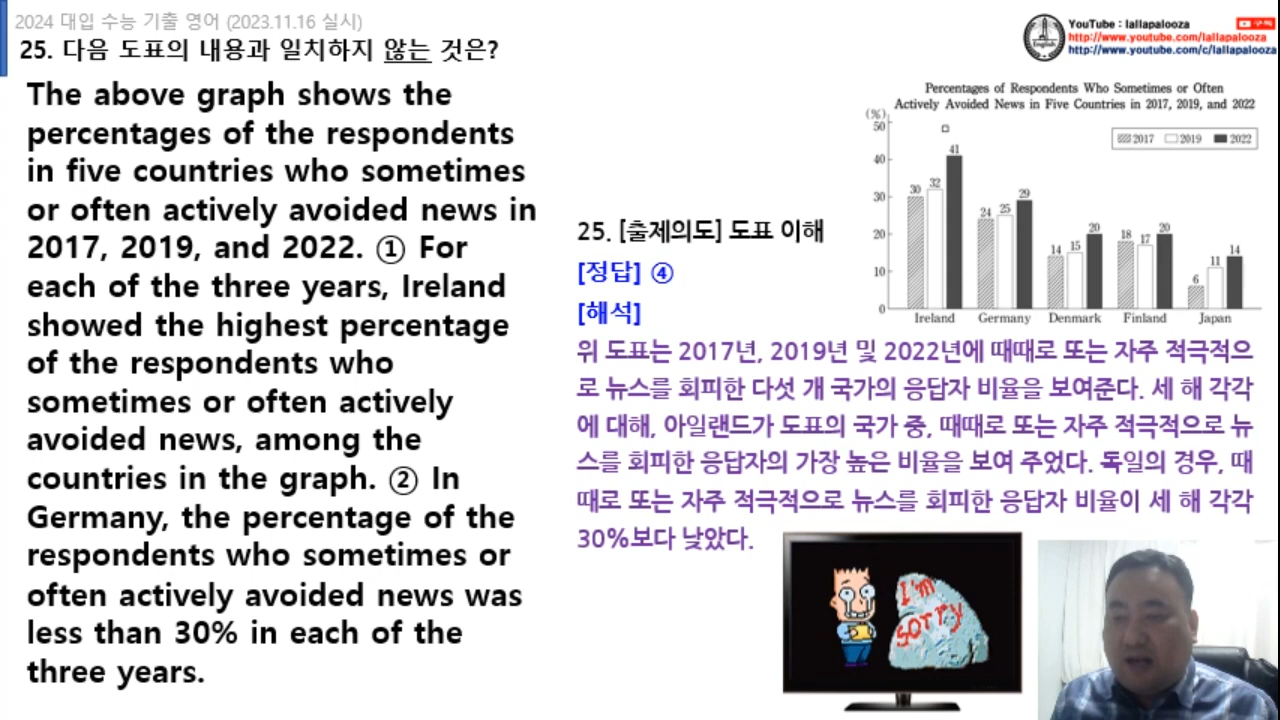 2024 대입 수능 기출 영어 (2023.11.16 실시)
25. 다음 도표의 내용과 일치하지 않는 것은?
The above graph shows the
percentages of the respondents
in five countries who sometimes
or often actively avoided news in
2017, 2019, and 2022. ① For
each of the three years, Ireland
showed the highest percentage
of the respondents who
sometimes or often actively
avoided news, among the
countries in the graph. ② In
Germany, the percentage of the
respondents who sometimes or
often actively avoided news was
less than 30% in each of the
three years.
YouTube : lallapalooza
구독
http://www.youtube.com/lallapalooza
http://www.youtube.com/c/lallapalooza
English
Percentages of Respondents Who Sometimes or Often
Actively Avoided News in Five Countries in 2017, 2019, and 2022
(%)
50
40
30
20
10
0
2017 2019 2022
30 32 41
24 25 29
14 15 20
18 17 20
6 11 14
Ireland Germany Denmark Finland Japan
25. [출제의도] 도표 이해
[정답] ④
[해석]
위 도표는 2017년, 2019년 및 2022년에 때때로 또는 자주 적극적으
로 뉴스를 회피한 다섯 개 국가의 응답자 비율을 보여준다. 세 해 각각
에 대해, 아일랜드가 도표의 국가 중, 때때로 또는 자주 적극적으로 뉴
스를 회피한 응답자의 가장 높은 비율을 보여 주었다. 독일의 경우, 때
때로 또는 자주 적극적으로 뉴스를 회피한 응답자 비율이 세 해 각각
30%보다 낮았다.
I'm
sorry